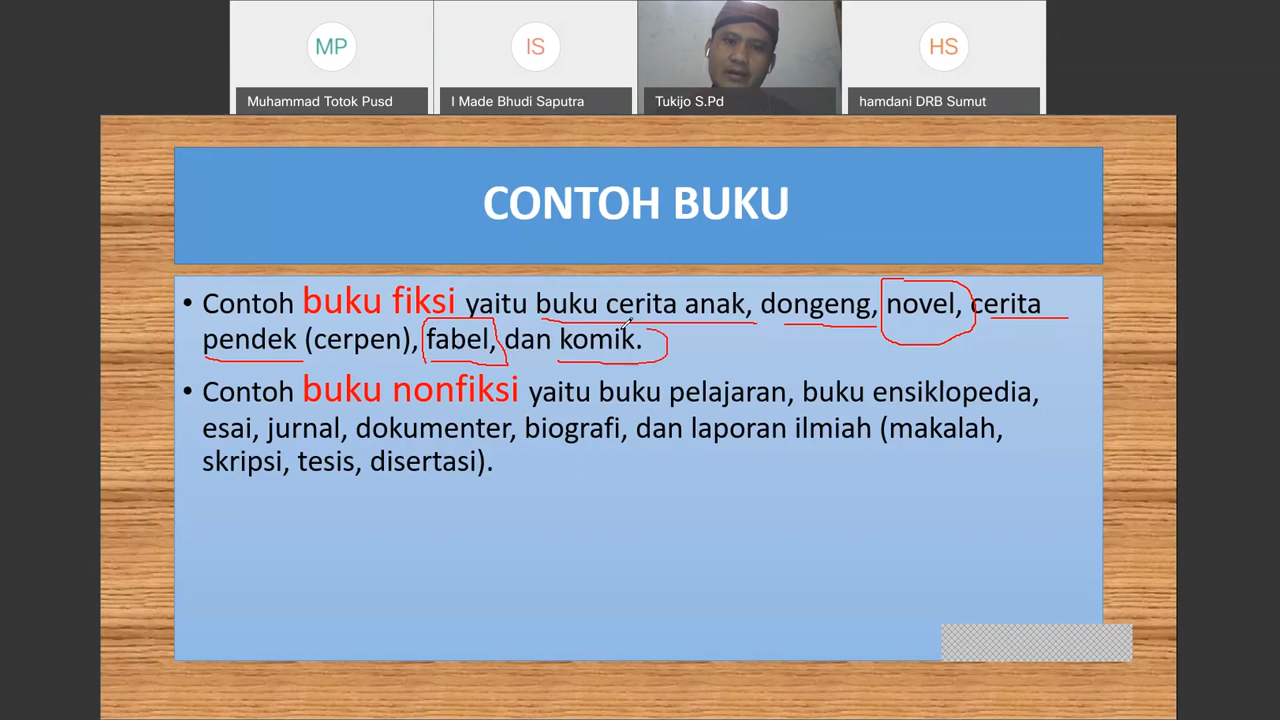 MP
IS
HS
Muhammad Totok Pusd
I Made Bhudi Saputra
Tukijo S.Pd
hamdani DRB Sumut
CONTOH BUKU
• Contoh buku fiksi yaitu buku cerita anak, dongeng, novel, cerita
pendek (cerpen), fabel, dan komik.
• Contoh buku nonfiksi yaitu buku pelajaran, buku ensiklopedia,
esai, jurnal, dokumenter, biografi, dan laporan ilmiah (makalah,
skripsi, tesis, disertasi).